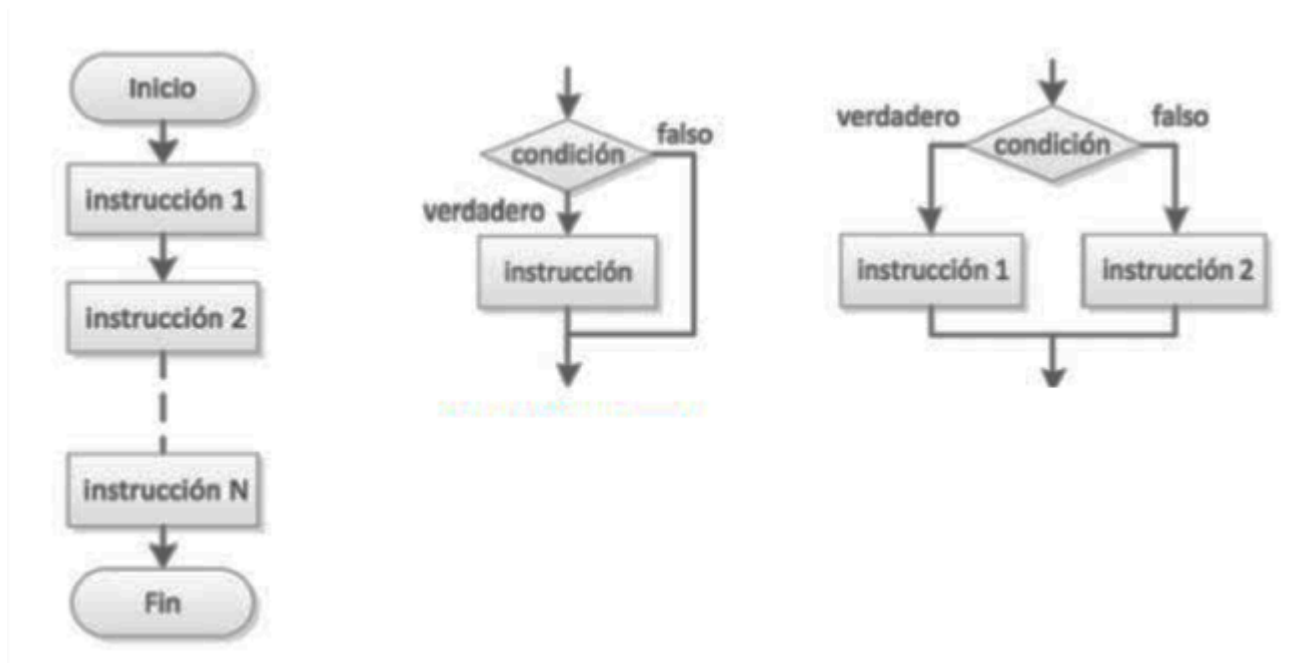 Inicio
instrucción 1
instrucción 2
instrucción N
Fin
condición
falso
verdadero
instrucción
verdadero
condición
falso
instrucción 1
instrucción 2